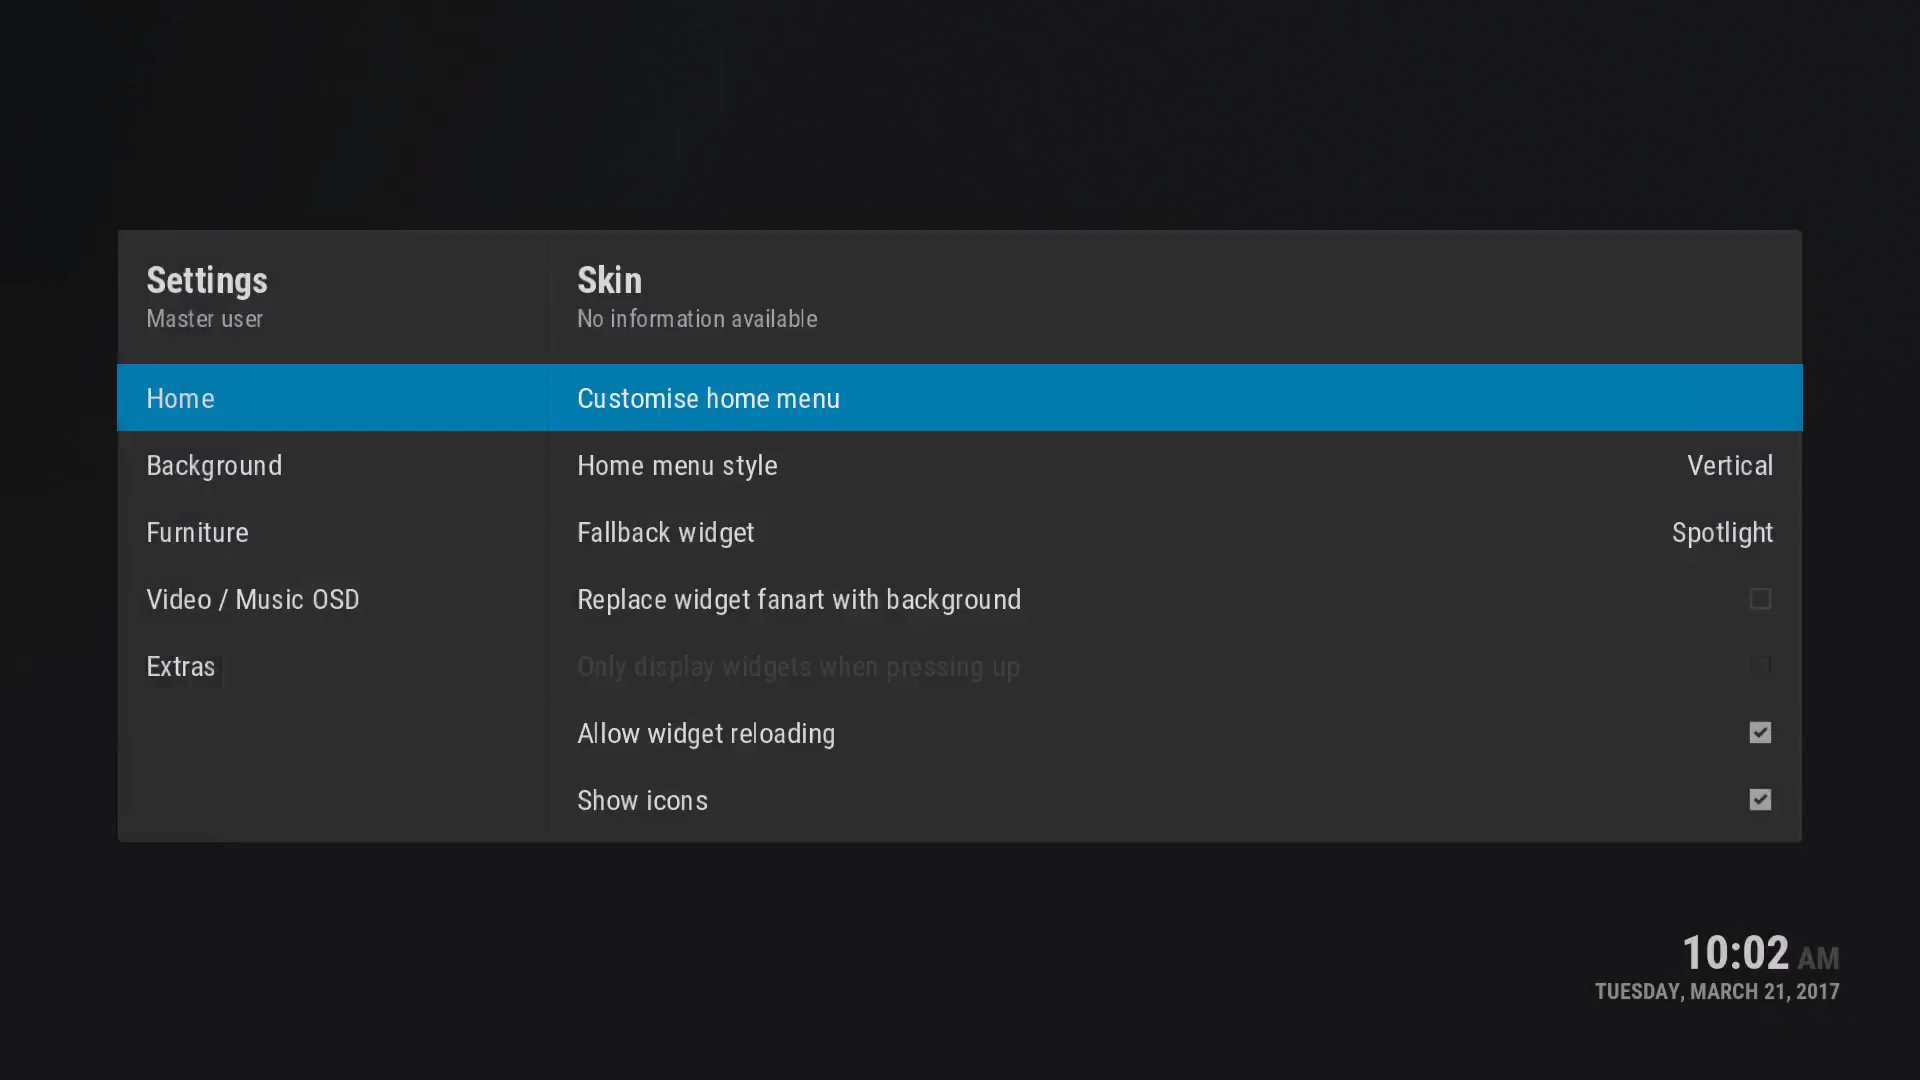 Settings
Master user
Skin
No information available
Home
Background
Furniture
Video / Music OSD
Extras
Customise home menu
Home menu style Vertical
Fallback widget Spotlight
Replace widget fanart with background
Only display widgets when pressing up
Allow widget reloading
Show icons
10:02 AM
TUESDAY, MARCH 21, 2017